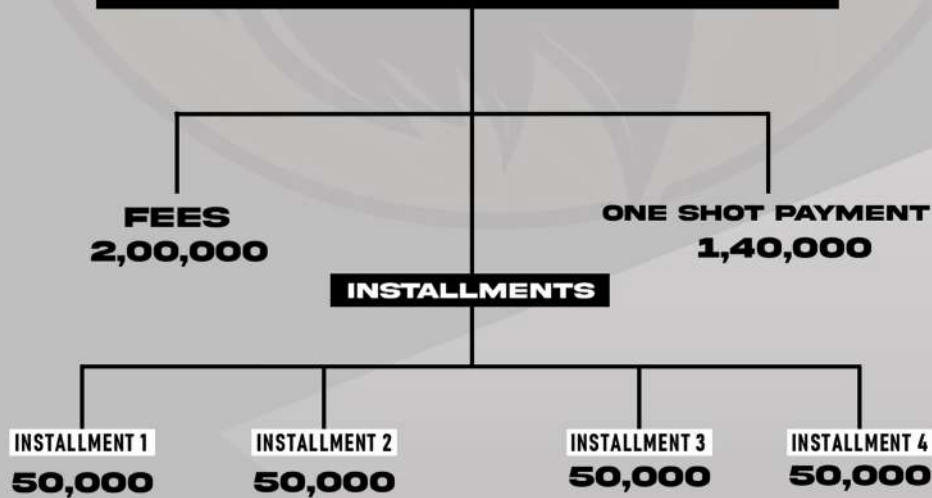 FEES
2,00,000
ONE SHOT PAYMENT
1,40,000
INSTALLMENTS
INSTALLMENT 1
50,000
INSTALLMENT 2
50,000
INSTALLMENT 3
50,000
INSTALLMENT 4
50,000